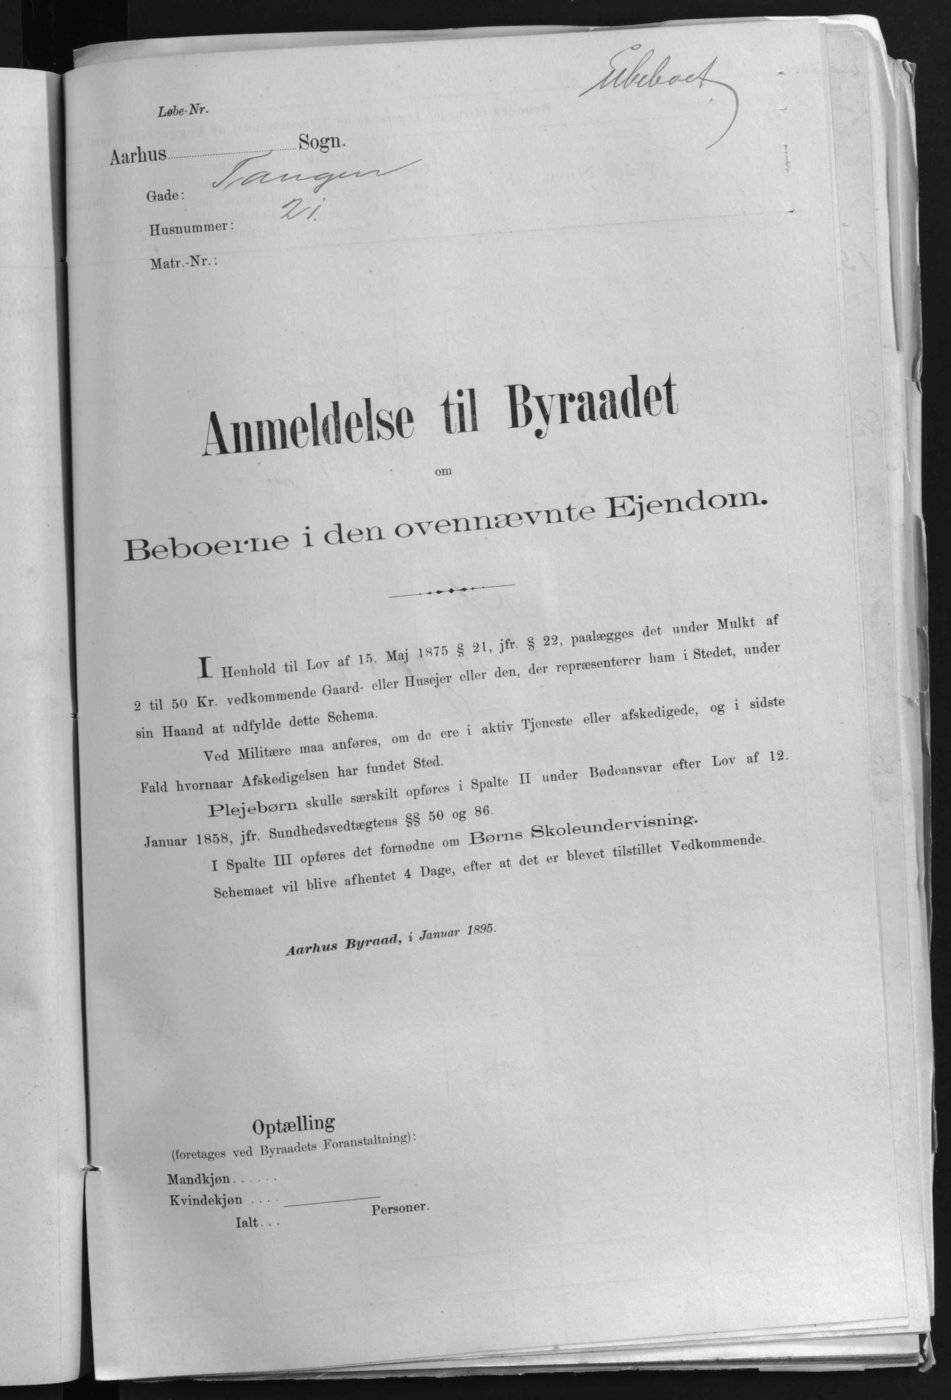 Ubeboet
Løbe-Nr.
Aarhus Sogn.
Gade: Tangen
Husnummer: 21.
Matr.-Nr.:
Anmeldelse til Byraadet
om
Beboerne i den ovennævnte Ejendom.
I Henhold til Lov af 15. Maj 1875 § 21, jfr. § 22, paalægges det under Mulkt af
2 til 50 Kr. vedkommende Gaard- eller Husejer eller den, der repræsenterer ham i Stedet, under
sin Haand at udfylde dette Schema.
Ved Militære maa anføres, om de ere i aktiv Tjeneste eller afskedigede, og i sidste
Fald hvornaar Afskedigelsen har fundet Sted.
Plejebørn skulle særskilt opføres i Spalte II under Bødeansvar efter Lov af 12.
Januar 1858, jfr. Sundhedsvedtægtens §§ 50 og 86.
I Spalte III opføres det fornødne om Børns Skoleundervisning.
Schemaet vil blive afhentet 4 Dage, efter at det er blevet tilstillet Vedkommende.
Aarhus Byraad, i Januar 1895.
Optælling
(foretages ved Byraadets Foranstaltning):
Mandkjøn......
Kvindekjøn ....
Ialt... Personer.